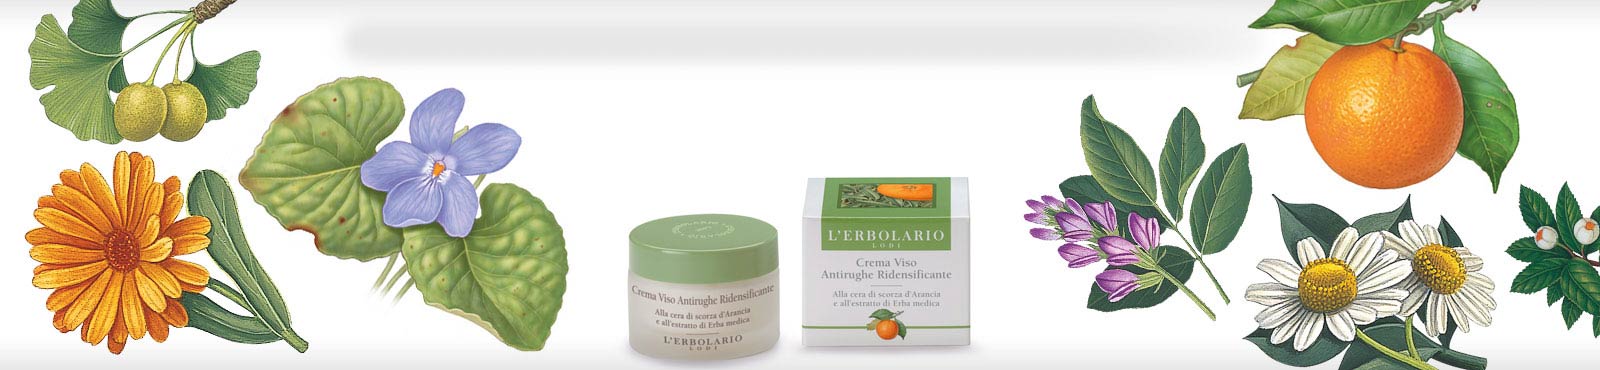 Crema Viso Antirughe Ridensificante
Alla cera di scorza d'Arancia
e all'estratto di Erba medica
L'ERBOLARIO
LODI
L'ERBOLARIO
LODI
Crema Viso
Antirughe Ridensificante
Alla cera di scorza d'Arancia
e all'estratto di Erba medica